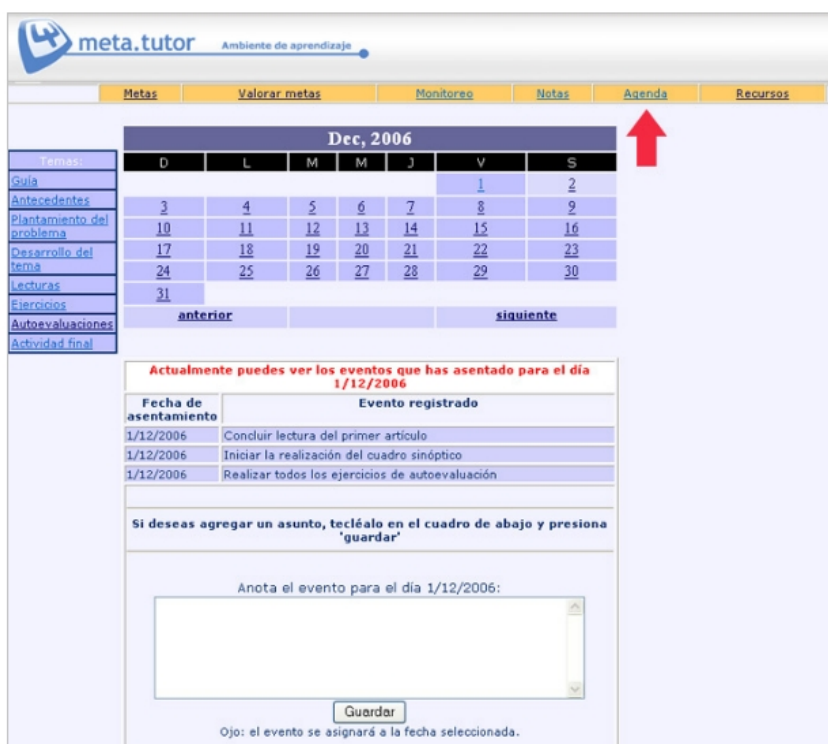 meta.tutor Ambiente de aprendizaje
Metas Valorar metas Monitoreo Notas Agenda Recursos
Temas:
Guía
Antecedentes
Plantamiento del
problema
Desarrollo del
tema
Lecturas
Ejercicios
Autoevaluaciones
Actividad final
Dec, 2006
D L M M J V S
1 2
3 4 5 6 7 8 9
10 11 12 13 14 15 16
17 18 19 20 21 22 23
24 25 26 27 28 29 30
31
anterior siguiente
Actualmente puedes ver los eventos que has asentado para el día
1/12/2006
Fecha de
asentamiento
Evento registrado
1/12/2006 Concluir lectura del primer artículo
1/12/2006 Iniciar la realización del cuadro sinóptico
1/12/2006 Realizar todos los ejercicios de autoevaluación
Si deseas agregar un asunto, tecléalo en el cuadro de abajo y presiona
'guardar'
Anota el evento para el día 1/12/2006:
Guardar
Ojo: el evento se asignará a la fecha seleccionada.